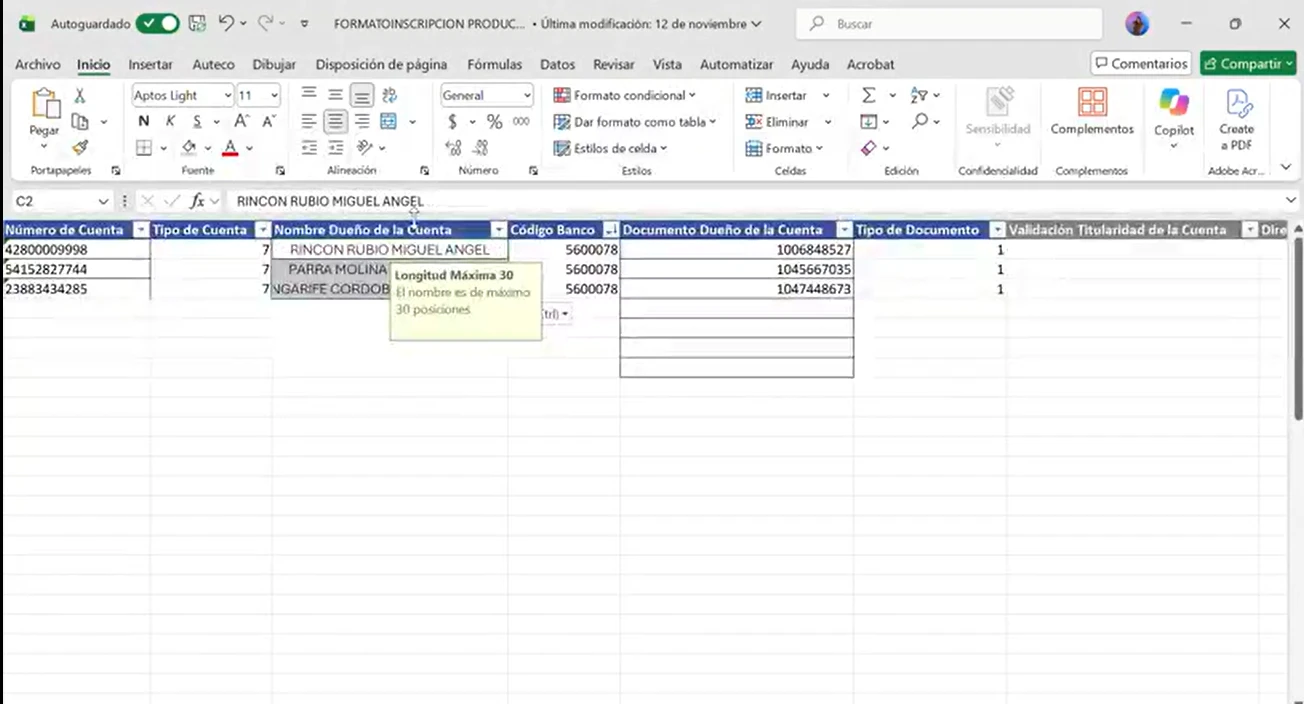 Autoguardado FORMATOINSCRIPCION PRODUC... • Última modificación: 12 de noviembre Buscar
Archivo Inicio Insertar Auteco Dibujar Disposición de página Fórmulas Datos Revisar Vista Automatizar Ayuda Acrobat Comentarios Compartir
Aptos Light 11 General Formato condicional Insertar
Pegar N K S $ % 000 Dar formato como tabla Eliminar Sensibilidad Complementos Copilot Create a PDF
Estilos de celda Formato
Portapapeles Fuente Alineación Número Estilos Celdas Edición Confidencialidad Complementos Adobe Acr...
C2 fx RINCON RUBIO MIGUEL ANGEL
Número de Cuenta Tipo de Cuenta Nombre Dueño de la Cuenta Código Banco Documento Dueño de la Cuenta Tipo de Documento Validación Titularidad de la Cuenta Dire
42800009998 7 RINCON RUBIO MIGUEL ANGEL 5600078 1006848527 1
54152827744 7 PARRA MOLINA 5600078 1045667035 1
23883434285 7 NGARIFE CORDOB 5600078 1047448673 1
Longitud Máxima 30
El nombre es de máximo
30 posiciones
trl)